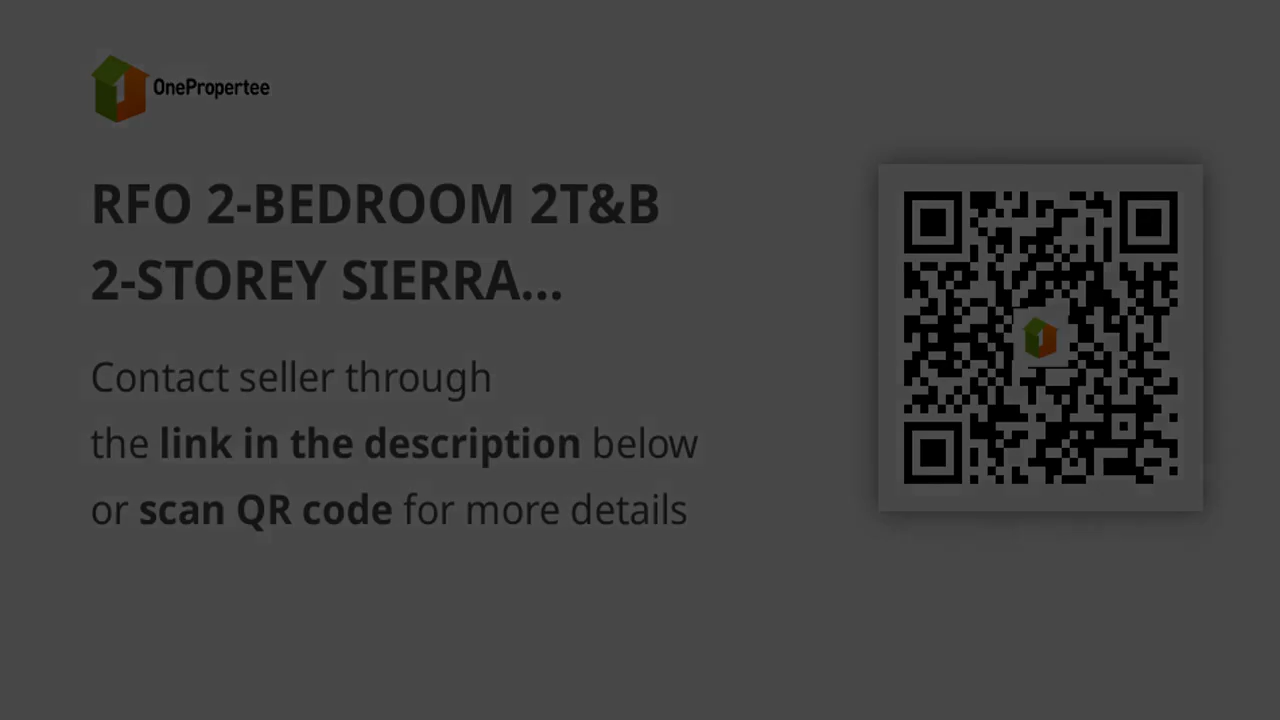 OnePropertee
RFO 2-BEDROOM 2T&B
2-STOREY SIERRA...
Contact seller through
the link in the description below
or scan QR code for more details